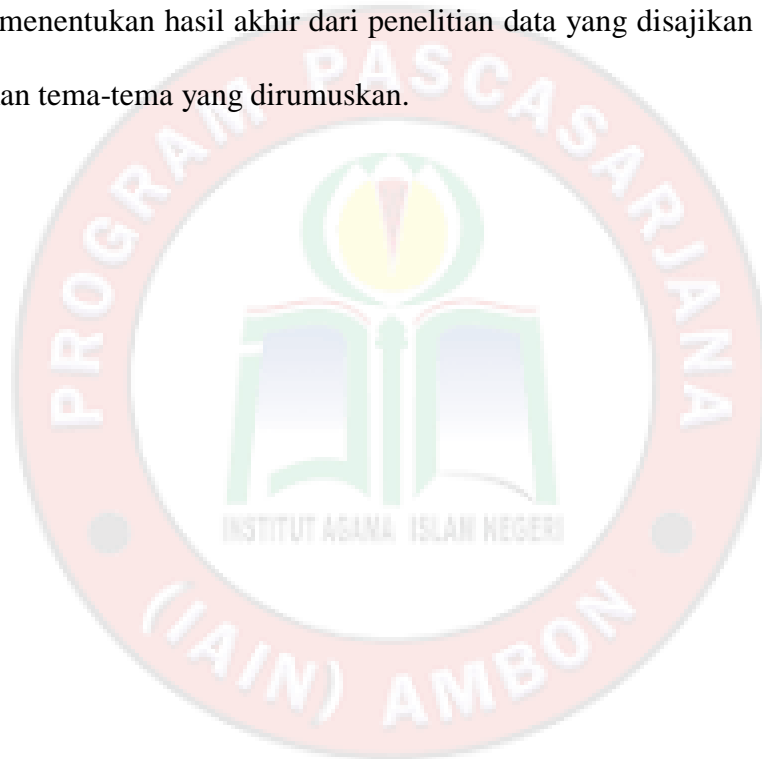 menentukan hasil akhir dari penelitian data yang disajikan
an tema-tema yang dirumuskan.
PROGRAM PASCASARJANA
INSTITUT AGAMA ISLAM NEGERI
(IAIN) AMBON